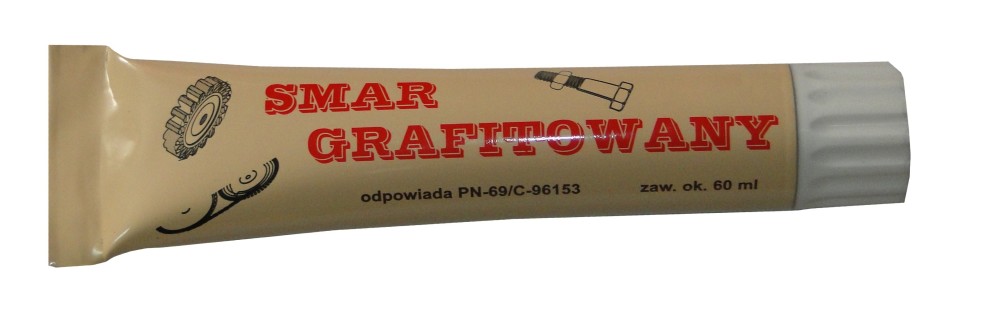 SMAR
GRAFITOWANY
odpowiada PN-69/C-96153 zaw. ok. 60 ml